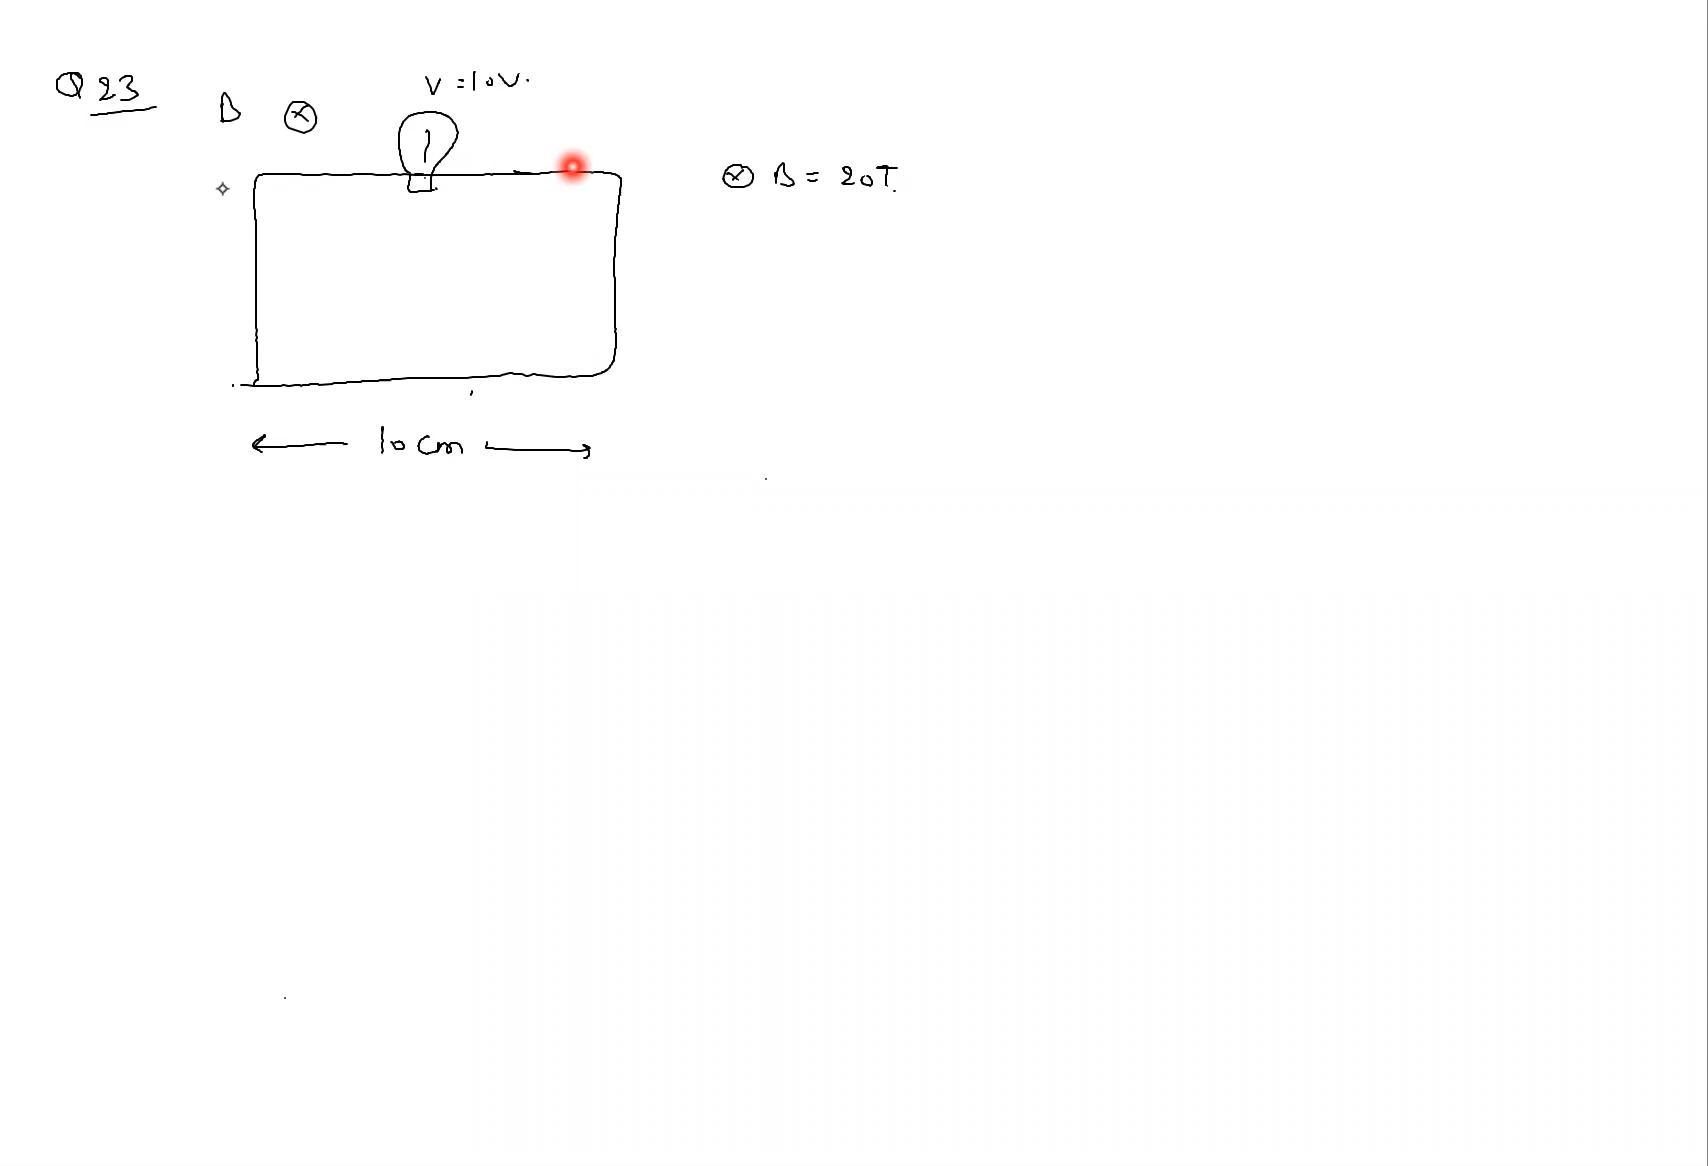 Q 23
V = 10V.
B ⊗
⊗ B = 20T.
10 cm